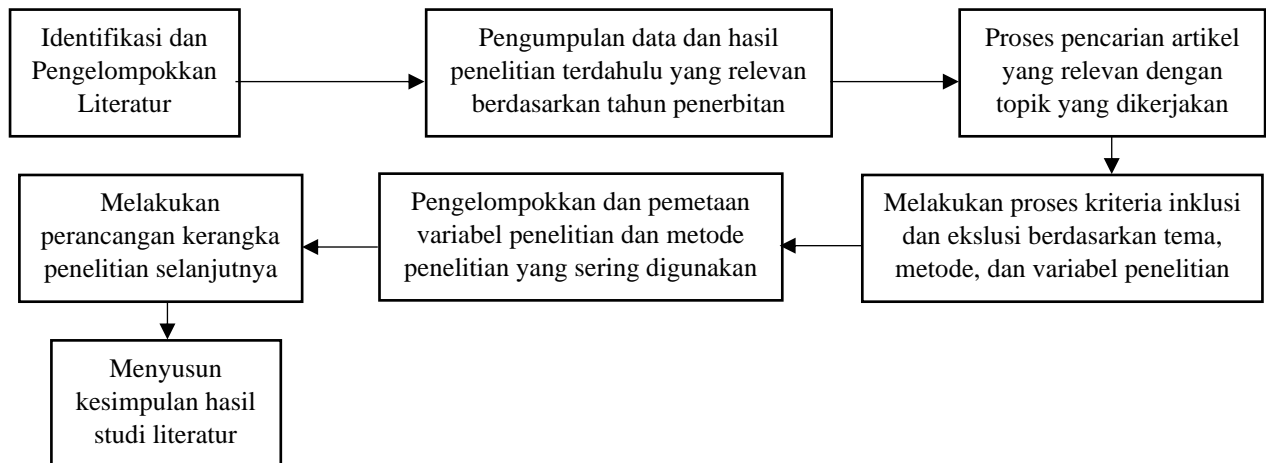 Identifikasi dan
Pengelompokkan
Literatur
Pengumpulan data dan hasil
penelitian terdahulu yang relevan
berdasarkan tahun penerbitan
Proses pencarian artikel
yang relevan dengan
topik yang dikerjakan
Melakukan proses kriteria inklusi
dan ekslusi berdasarkan tema,
metode, dan variabel penelitian
Pengelompokkan dan pemetaan
variabel penelitian dan metode
penelitian yang sering digunakan
Melakukan
perancangan kerangka
penelitian selanjutnya
Menyusun
kesimpulan hasil
studi literatur